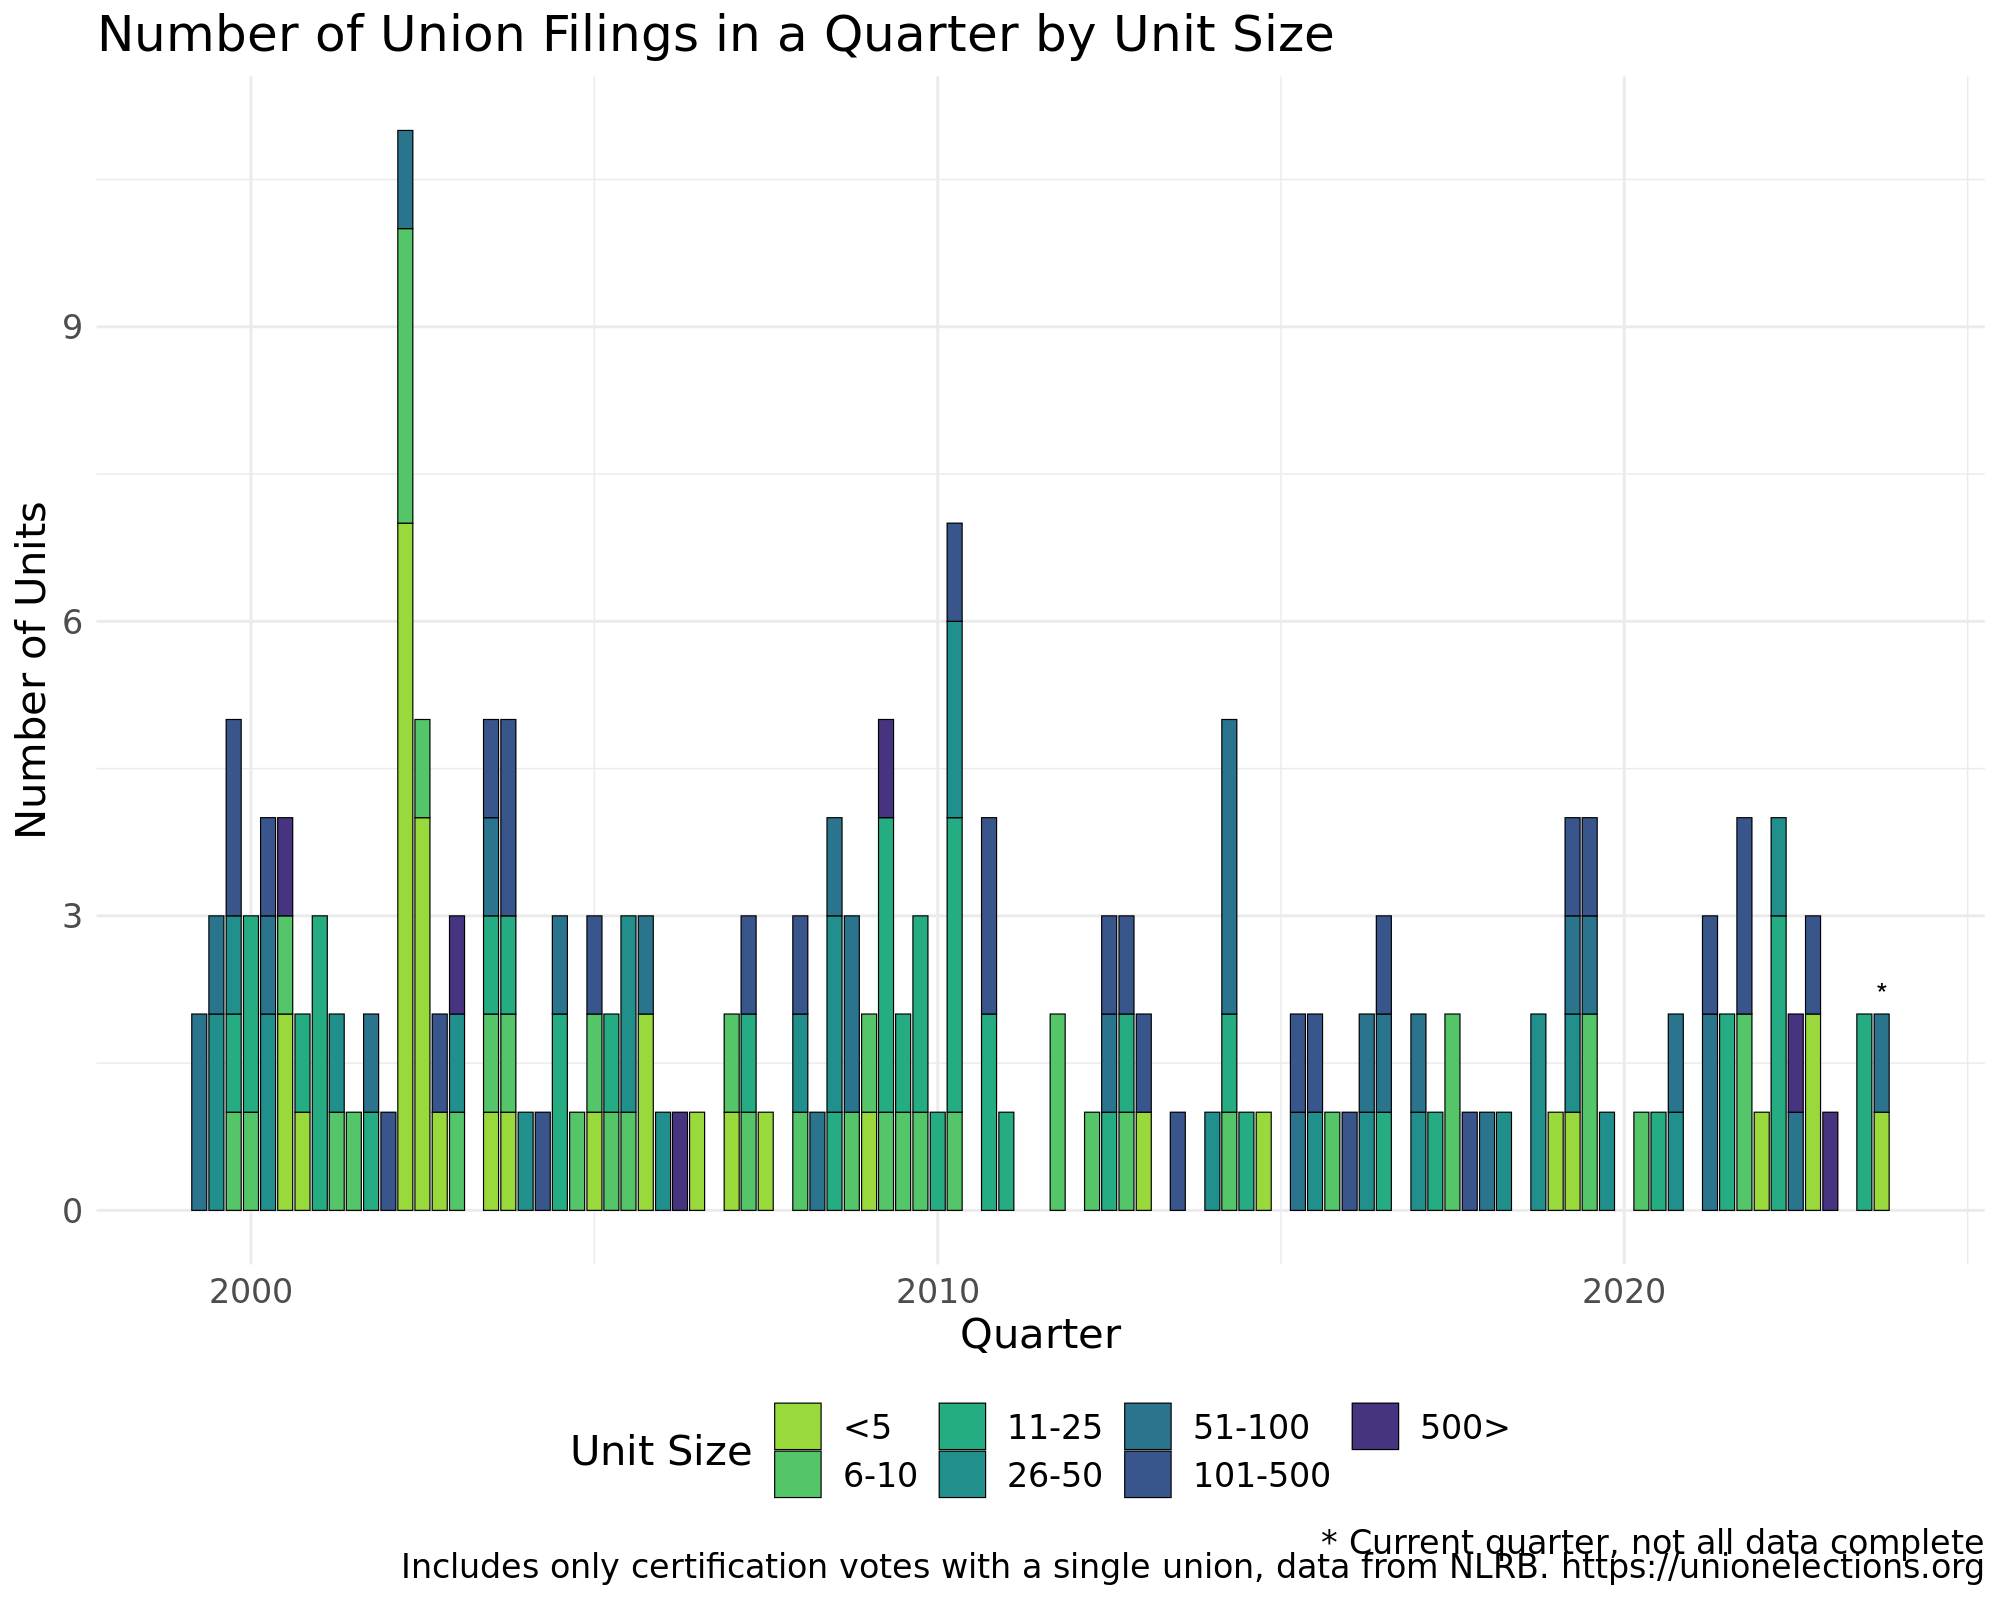 Number of Union Filings in a Quarter by Unit Size
Number of Units
9
6
3
0
*
2000 2010 2020
Quarter
Unit Size
<5 11-25 51-100 500>
6-10 26-50 101-500
* Current quarter, not all data complete
Includes only certification votes with a single union, data from NLRB. https://unionelections.org